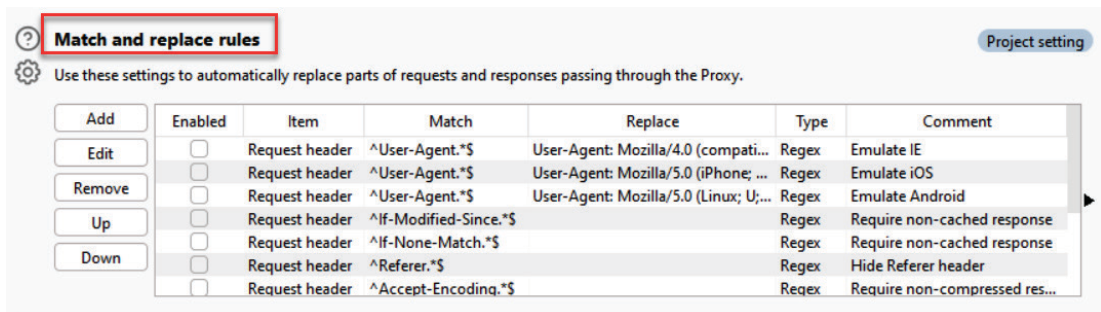 Match and replace rules
Project setting
Use these settings to automatically replace parts of requests and responses passing through the Proxy.
Add
Edit
Remove
Up
Down
Enabled Item Match Replace Type Comment
Request header ^User-Agent.*$ User-Agent: Mozilla/4.0 (compati... Regex Emulate IE
Request header ^User-Agent.*$ User-Agent: Mozilla/5.0 (iPhone; ... Regex Emulate iOS
Request header ^User-Agent.*$ User-Agent: Mozilla/5.0 (Linux; U;... Regex Emulate Android
Request header ^If-Modified-Since.*$ Regex Require non-cached response
Request header ^If-None-Match.*$ Regex Require non-cached response
Request header ^Referer.*$ Regex Hide Referer header
Request header ^Accept-Encoding.*$ Regex Require non-compressed res...